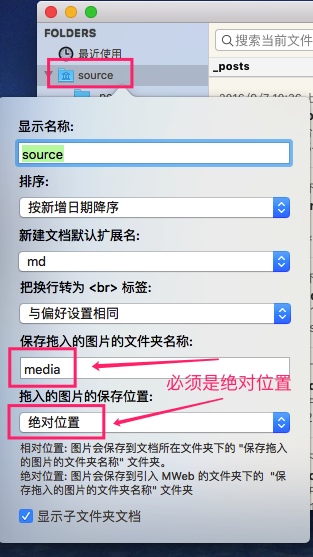 FOLDERS
最近使用
搜索当前文件
source
_posts
显示名称:
source
排序:
按新增日期降序
新建文档默认扩展名:
md
把换行转为 <br> 标签:
与偏好设置相同
保存拖入的图片的文件夹名称:
media
必须是绝对位置
拖入的图片的保存位置:
绝对位置
相对位置: 图片会保存到文档所在文件夹下的 "保存拖
入的图片的文件夹名称" 文件夹。
绝对位置: 图片会保存到引入 MWeb 的文件夹下的  "保
存拖入的图片的文件夹名称" 文件夹
显示子文件夹文档